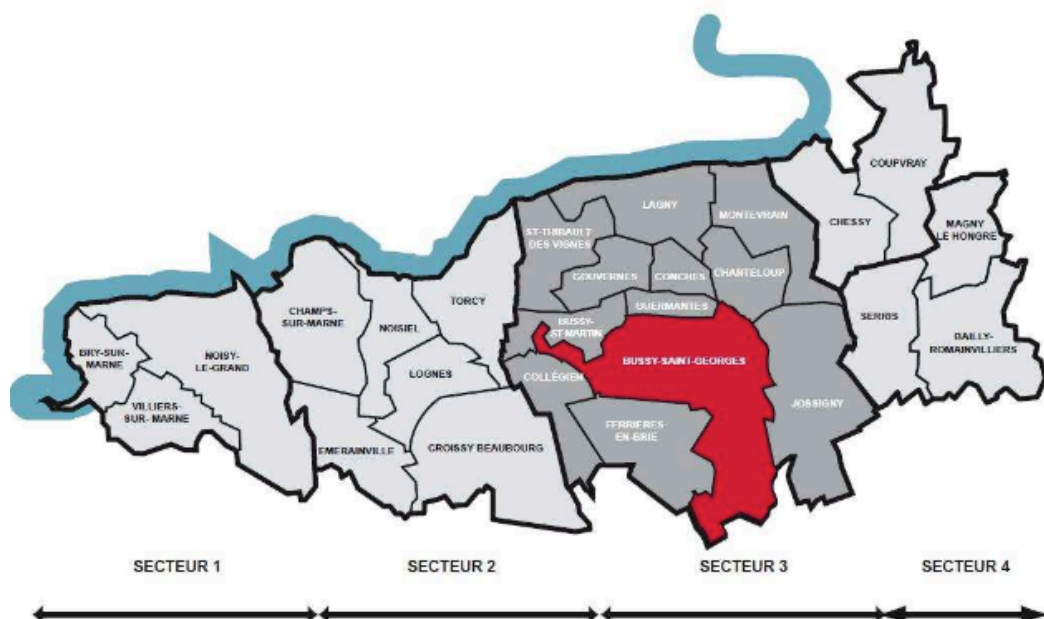 COUPVRAY
LAGNY
MONTEVRAIN
CHESSY
MAGNY
LE HONGRE
ST-THIBAULT
DES VIGNES
GOUVERNES
CONCHES
CHANTELOUP
TORCY
CHAMPS-
SUR-MARNE
NOISIEL
GUERMANTES
SERRIS
BUSSY-
ST-MARTIN
BAILLY-
ROMAINVILLIERS
BRY-SUR-
MARNE
NOISY-
LE-GRAND
LOGNES
COLLÉGIEN
BUSSY-SAINT-GEORGES
VILLIERS-
SUR- MARNE
JOSSIGNY
FERRIERES-
EN-BRIE
EMERAINVILLE
CROISSY BEAUBOURG
SECTEUR 1
SECTEUR 2
SECTEUR 3
SECTEUR 4